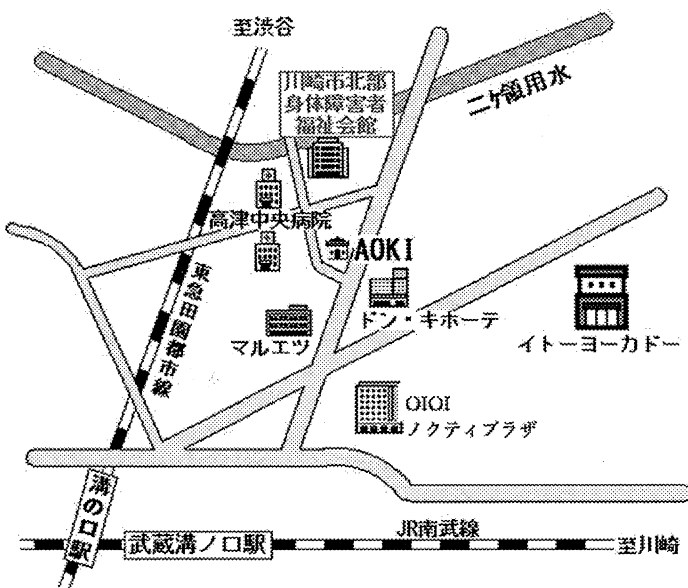 至渋谷
川崎市北部
身体障害者
福祉会館
二ケ領用水
高津中央病院
AOKI
東急田園都市線
ドン・キホーテ
マルエツ
イトーヨーカドー
OIOI
ノクティプラザ
溝の口駅
武蔵溝ノ口駅
JR南武線
至川崎